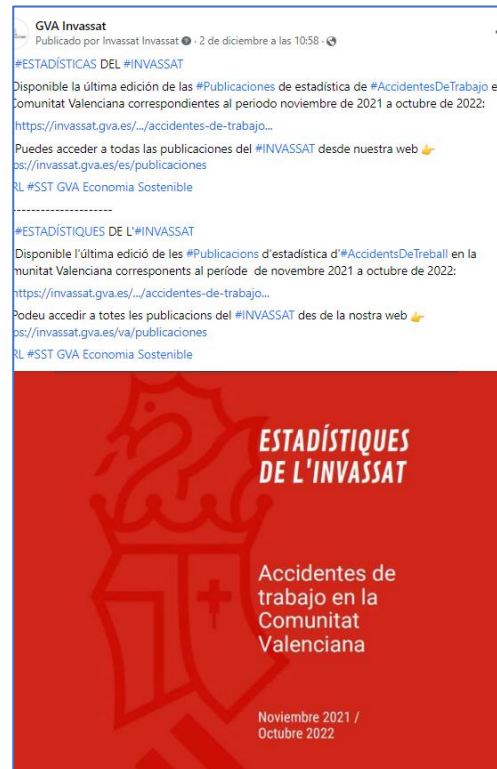 GVA Invassat
Publicado por Invassat Invassat · 2 de diciembre a las 10:58 ·
#ESTADÍSTICAS DEL #INVASSAT
Disponible la última edición de las #Publicaciones de estadística de #AccidentesDeTrabajo e
Comunitat Valenciana correspondientes al periodo noviembre de 2021 a octubre de 2022:
https://invassat.gva.es/.../accidentes-de-trabajo...
Puedes acceder a todas las publicaciones del #INVASSAT desde nuestra web 👉
ps://invassat.gva.es/es/publicaciones
RL #SST GVA Economia Sostenible
---------------------
#ESTADÍSTIQUES DE L'#INVASSAT
Disponible l'última edició de les #Publicacions d'estadística d'#AccidentsDeTreball en la
munitat Valenciana corresponents al període de novembre 2021 a octubre de 2022:
https://invassat.gva.es/.../accidentes-de-trabajo...
Podeu accedir a totes les publicacions del #INVASSAT des de la nostra web 👉
ps://invassat.gva.es/va/publicaciones
RL #SST GVA Economia Sostenible
ESTADÍSTIQUES
DE L'INVASSAT
Accidentes de
trabajo en la
Comunitat
Valenciana
Noviembre 2021 /
Octubre 2022